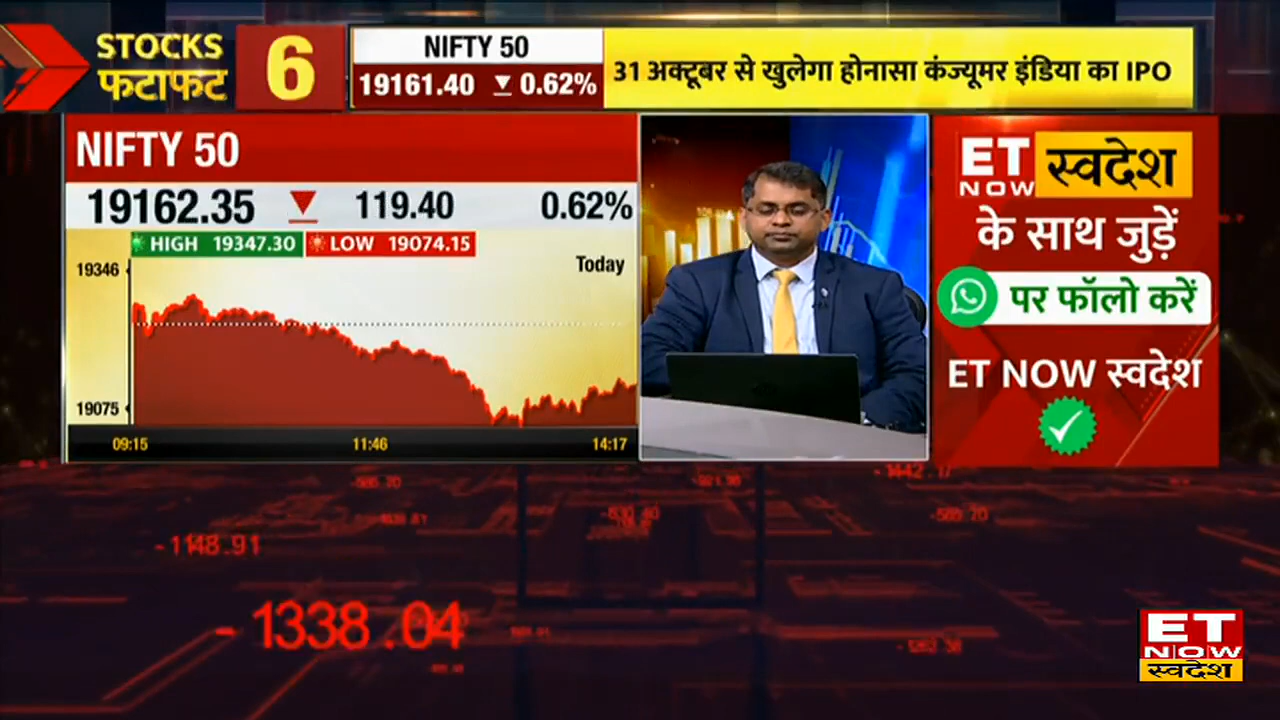 STOCKS
फटाफट
6
NIFTY 50
19161.40 ▼ 0.62%
31 अक्टूबर से खुलेगा होनासा कंज्यूमर इंडिया का IPO
NIFTY 50
19162.35 ▼ 119.40 0.62%
HIGH 19347.30 LOW 19074.15
Today
19346
19075
09:15 11:46 14:17
ET
NOW
स्वदेश
के साथ जुड़ें
पर फॉलो करें
ET NOW स्वदेश
-1148.91
-1338.04
ET
NOW
स्वदेश